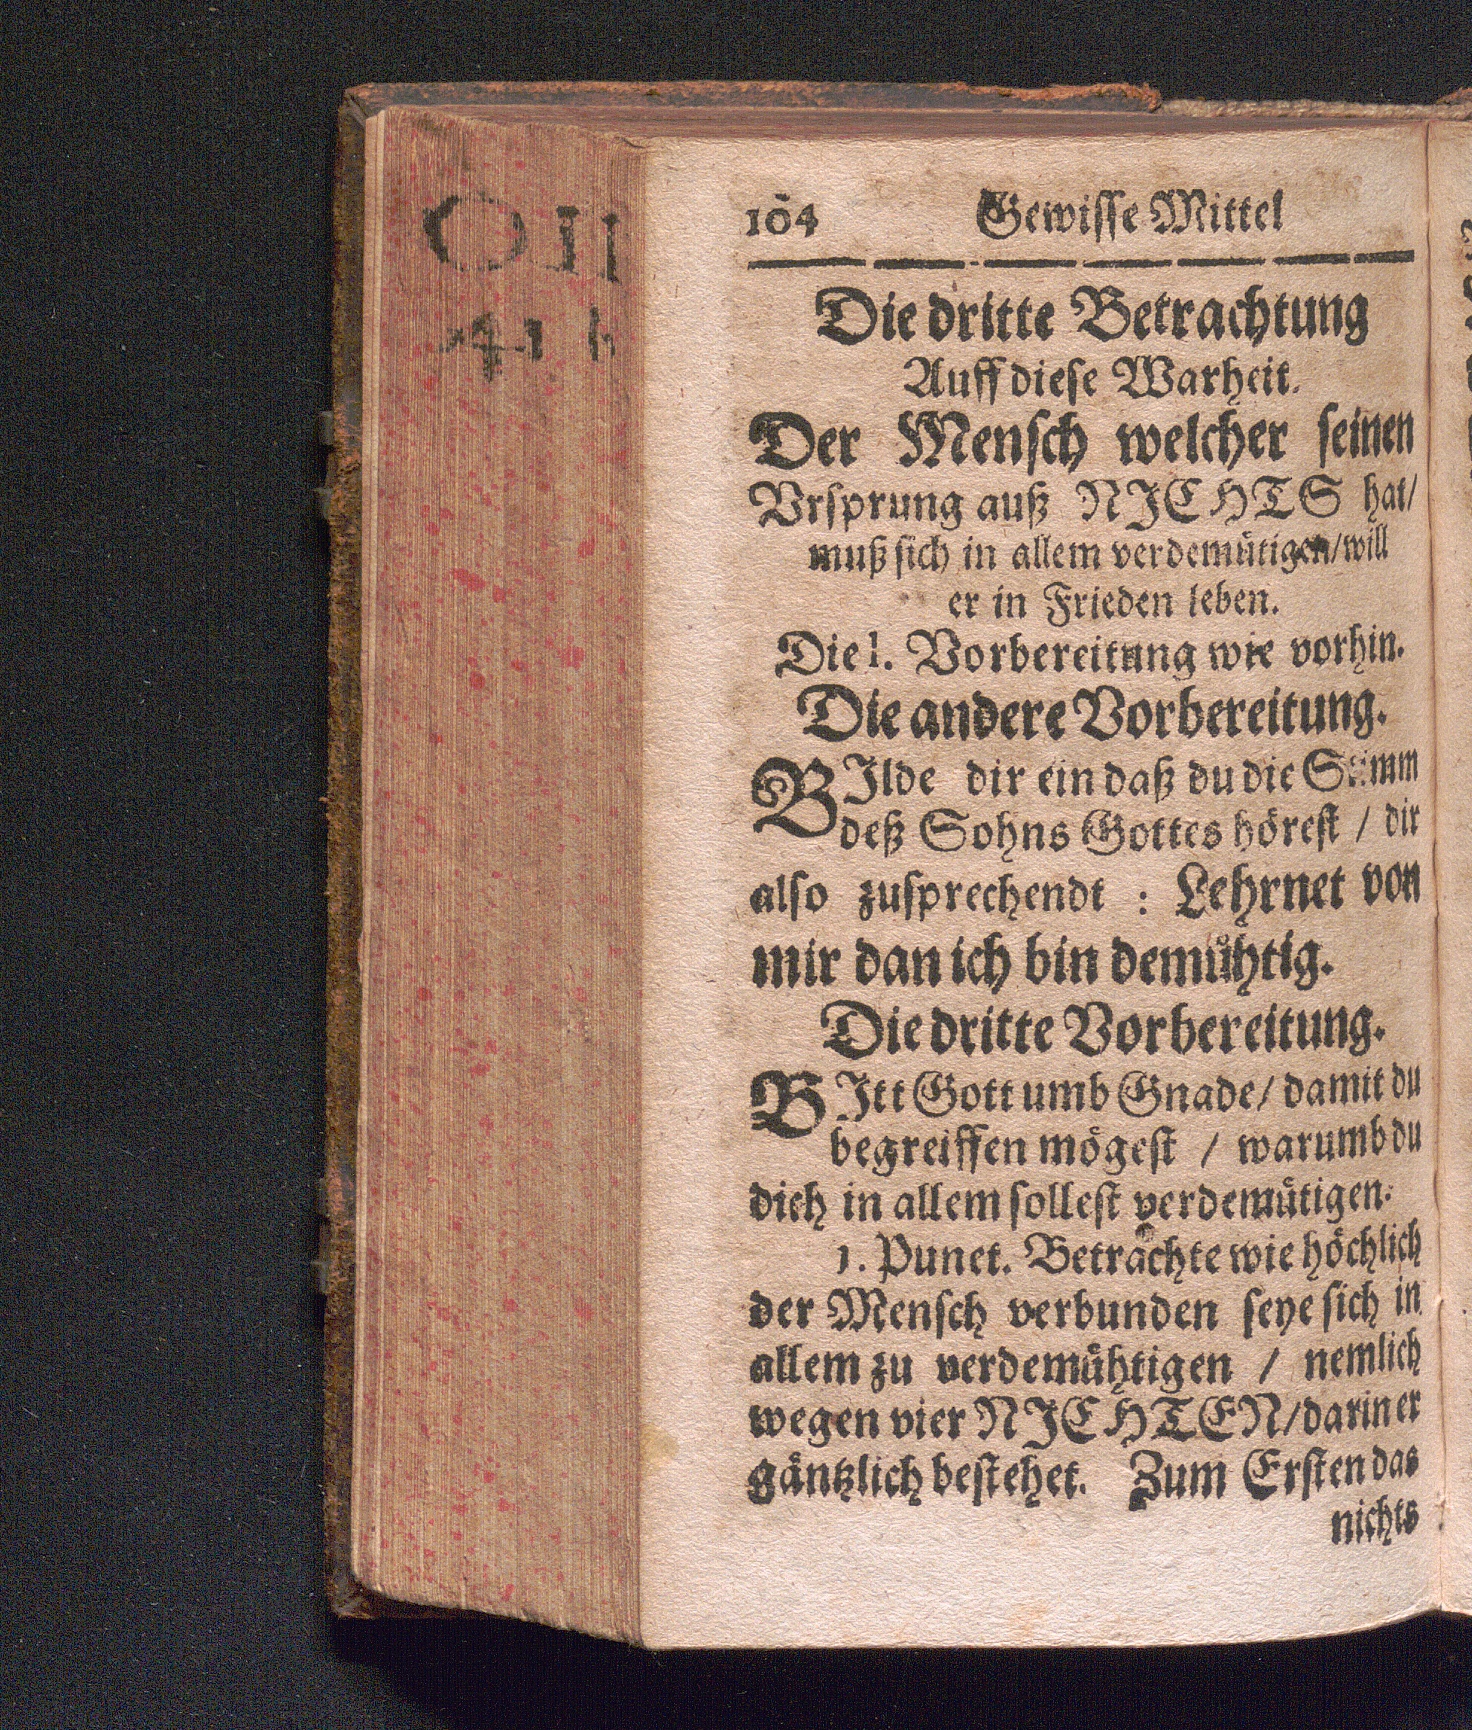 104 Gewisse Mittel
Die dritte Betrachtung
Auff diese Warheit.
Der Mensch welcher seinen
Vrsprung auß NICHTS hat/
muß sich in allem verdemütigen/will
er in Frieden leben.
Die 1. Vorbereitung wie vorhin.
Die andere Vorbereitung.
BIlde dir ein daß du die Stimm
deß Sohns Gottes hörest / dir
also zusprechendt : Lehrnet von
mir dan ich bin demühtig.
Die dritte Vorbereitung.
BItt Gott umb Gnade/ damit du
begreiffen mögest / warumb du
dich in allem sollest verdemütigen.
1. Punct. Betrachte wie höchlich
der Mensch verbunden seye sich in
allem zu verdemühtigen / nemlich
wegen vier NICHTEN/darin er
gäntzlich bestehet. Zum Ersten das
nichts